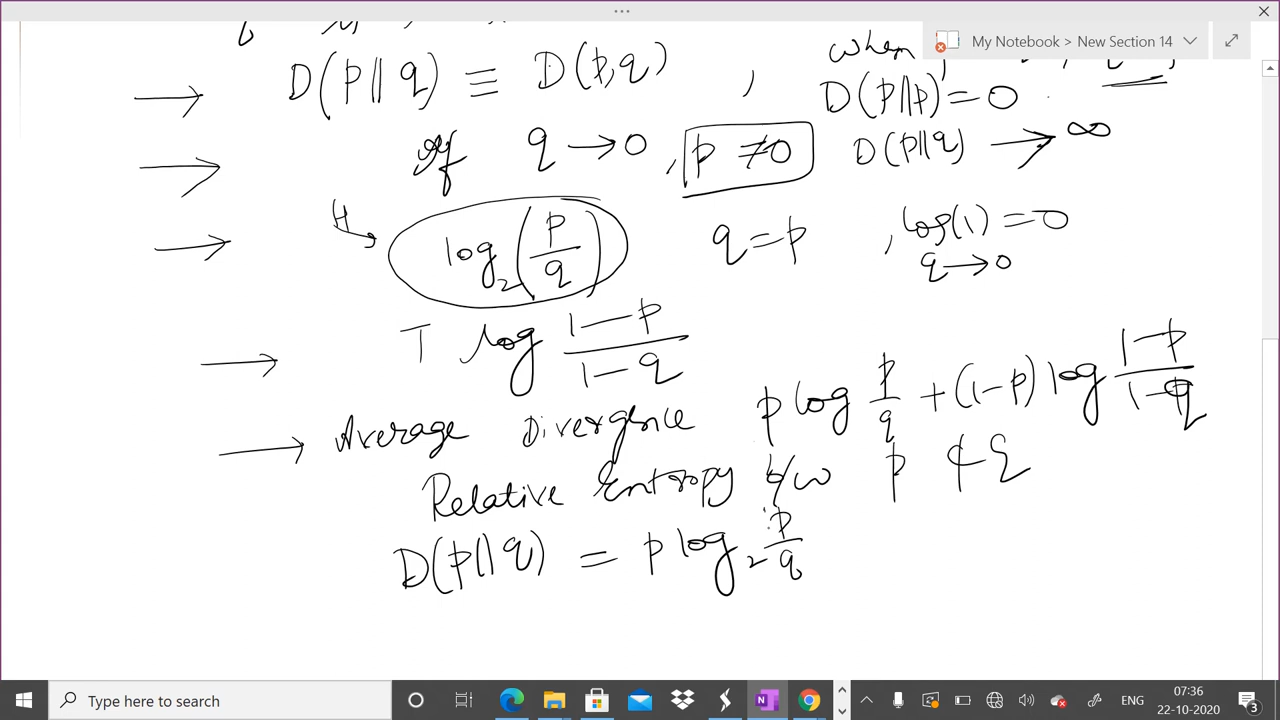 My Notebook > New Section 14
→ D(p||q) ≡ D(p,q) , when
D(p||p) = 0
→ If q → 0 , p ≠ 0 D(p||q) → ∞
→ H → log₂(p/q) q = p , log(1) = 0
q → 0
→ T log (1-p)/(1-q)
→ Average Divergence p log p/q + (1-p) log (1-p)/(1-q)
Relative Entropy b/w p & q
D(p||q) = p log₂ p/q
Type here to search
ENG
07:36
22-10-2020
3